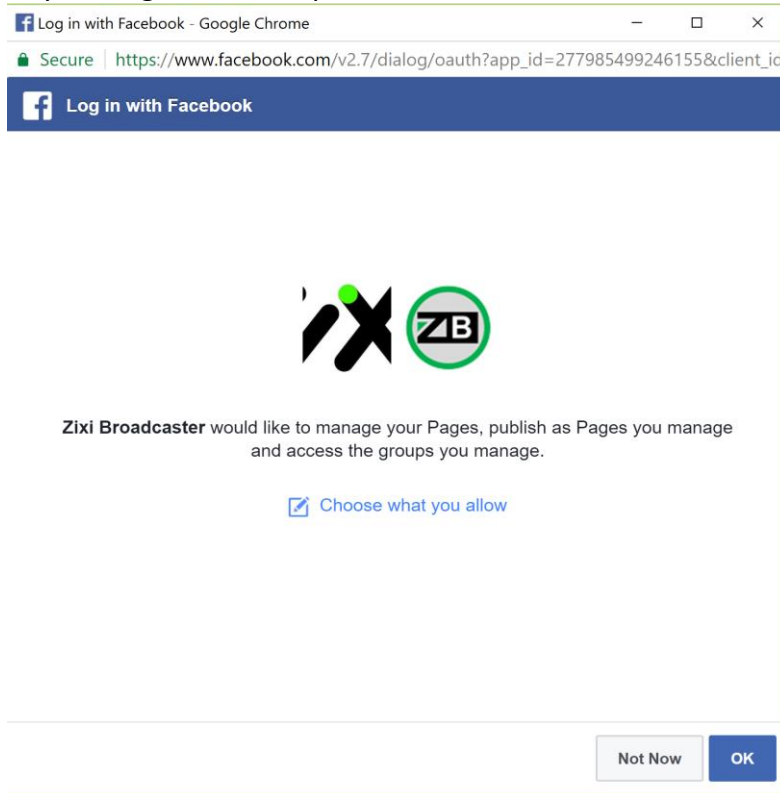 Log in with Facebook - Google Chrome
Secure | https://www.facebook.com/v2.7/dialog/oauth?app_id=277985499246155&client_ic
Log in with Facebook
ZB
Zixi Broadcaster would like to manage your Pages, publish as Pages you manage
and access the groups you manage.
Choose what you allow
Not Now
OK